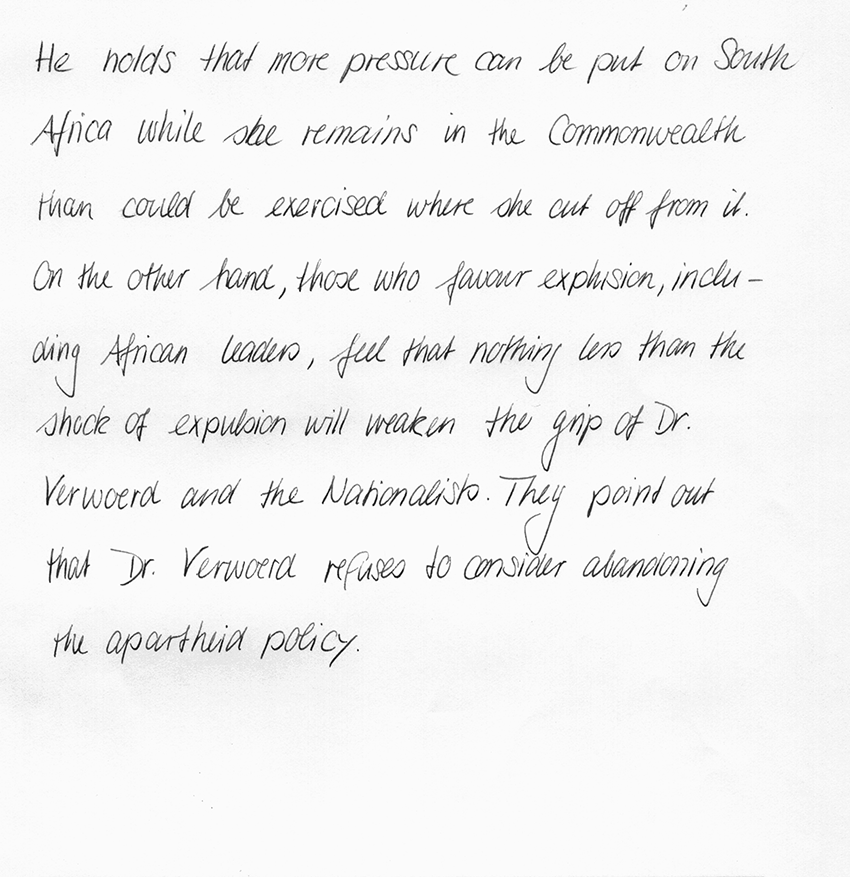 He holds that more pressure can be put on South
Africa while she remains in the Commonwealth
than could be exercised where she cut off from it.
On the other hand, those who favour explusion, inclu-
ding African leaders, feel that nothing less than the
shock of expulsion will weaken the grip of Dr.
Verwoerd and the Nationalists. They point out
that Dr. Verwoerd refuses to consider abandoning
the apartheid policy.